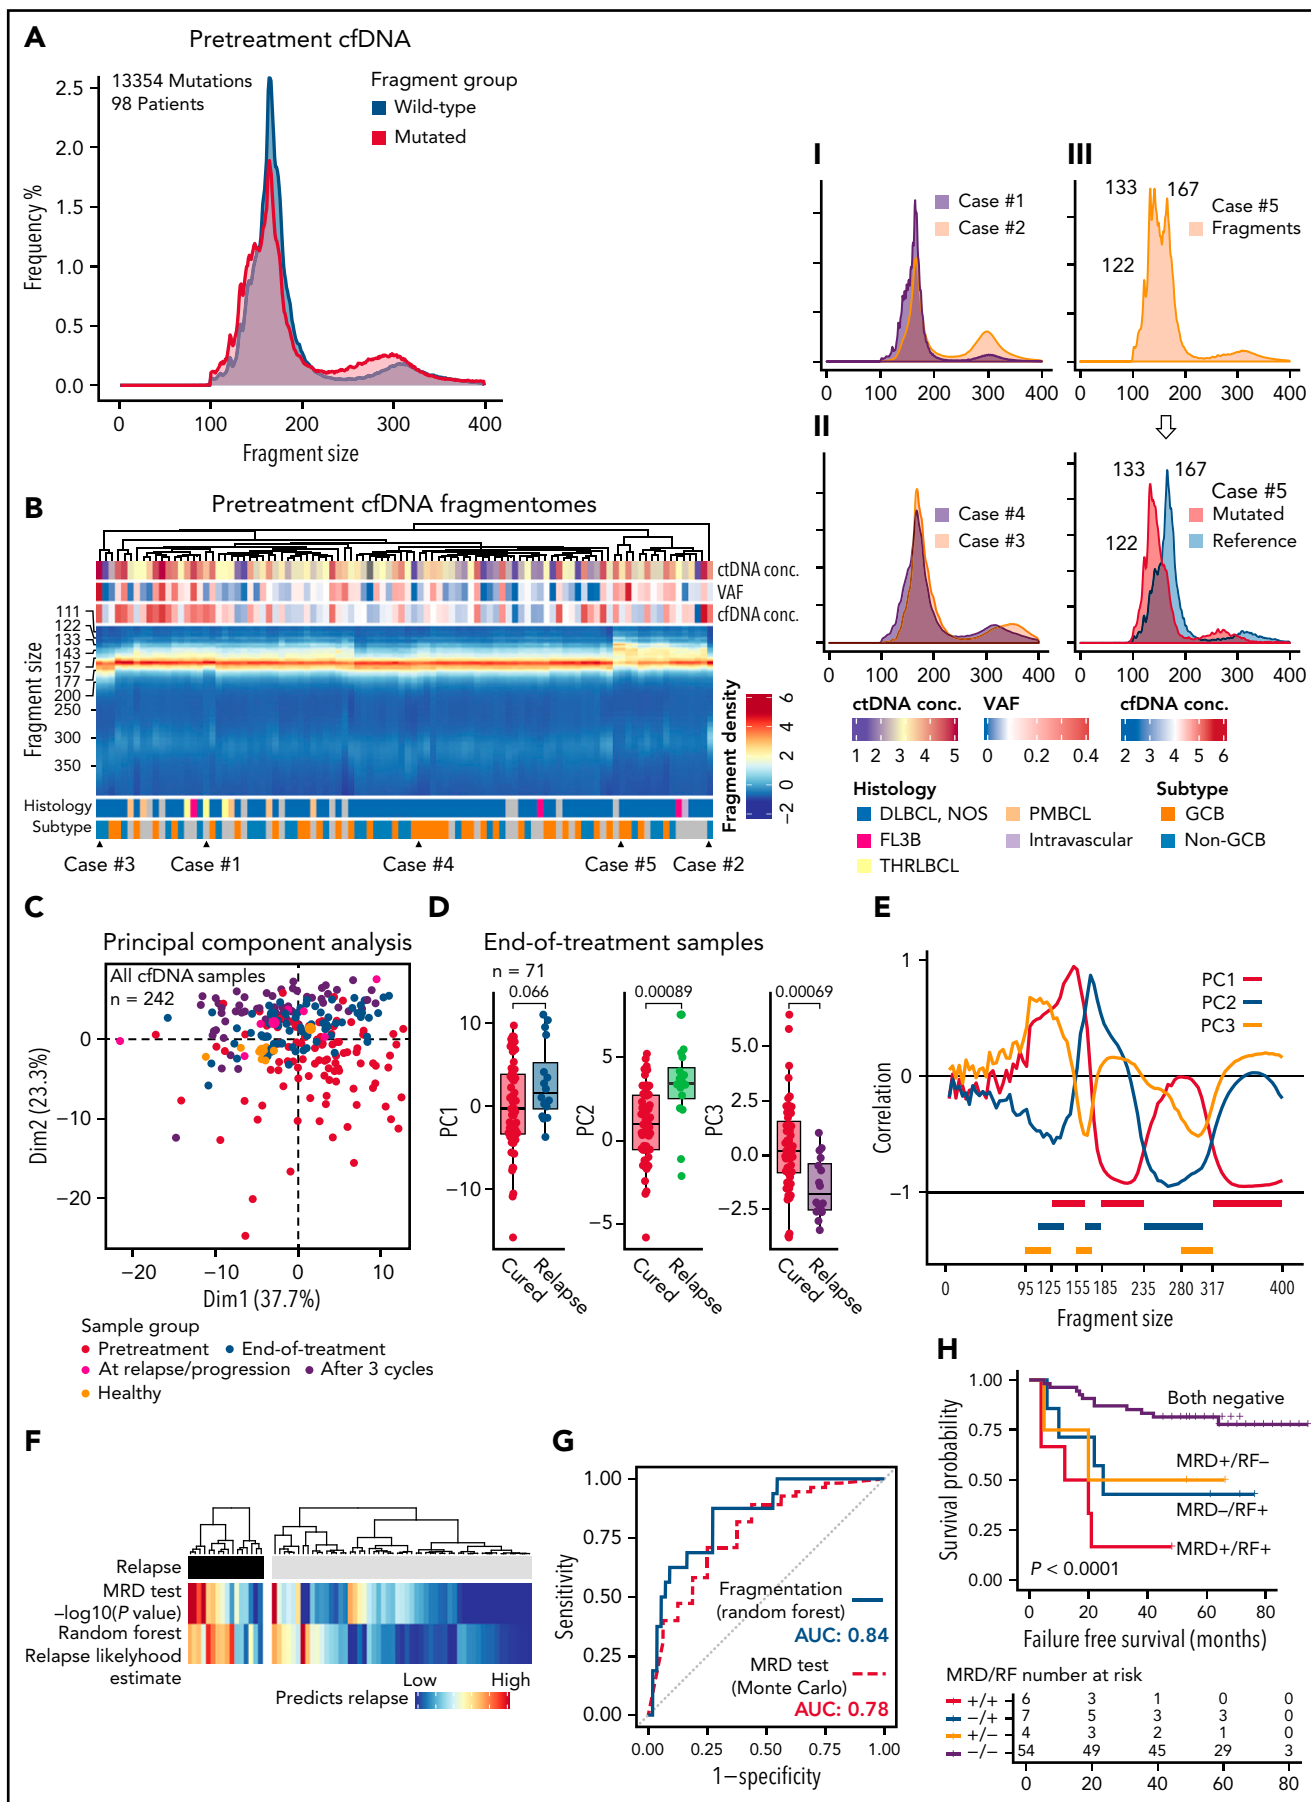 A
Pretreatment cfDNA
13354 Mutations
98 Patients
Fragment group
Wild-type
Mutated
Frequency %
2.5
2.0
1.5
1.0
0.5
0.0
0 100 200 300 400
Fragment size
I
Case #1
Case #2
0 100 200 300 400
III
133 167
122
Case #5
Fragments
0 100 200 300 400
II
Case #4
Case #3
0 100 200 300 400
133 167
122
Case #5
Mutated
Reference
0 100 200 300 400
B
Pretreatment cfDNA fragmentomes
ctDNA conc.
VAF
cfDNA conc.
Fragment size
111
122
133
143
157
177
200
250
300
350
Histology
Subtype
Case #3 Case #1 Case #4 Case #5 Case #2
Fragment density
6
4
2
0
−2
ctDNA conc. VAF cfDNA conc.
1 2 3 4 5 0 0.2 0.4 2 3 4 5 6
Histology Subtype
DLBCL, NOS PMBCL GCB
FL3B Intravascular Non-GCB
THRLBCL
C
Principal component analysis
All cfDNA samples
n = 242
Dim2 (23.3%)
0
−10
−20
−20 −10 0 10
Dim1 (37.7%)
Sample group
Pretreatment End-of-treatment
At relapse/progression After 3 cycles
Healthy
D
End-of-treatment samples
n = 71
0.066 0.00089 0.00069
PC1
10
0
−10
Cured Relapse
PC2
5
0
−5
Cured Relapse
PC3
5.0
2.5
0.0
−2.5
Cured Relapse
E
PC1
PC2
PC3
Correlation
1
0
−1
0 95 125 155 185 235 280 317 400
Fragment size
F
Relapse
MRD test
−log10(P value)
Random forest
Relapse likelyhood
estimate
Predicts relapse
Low High
G
Sensitivity
1.00
0.75
0.50
0.25
0.00
Fragmentation
(random forest)
AUC: 0.84
MRD test
(Monte Carlo)
AUC: 0.78
0.00 0.25 0.50 0.75 1.00
1−specificity
H
Survival probability
1.00
0.75
0.50
0.25
0.00
Both negative
MRD+/RF−
MRD−/RF+
MRD+/RF+
P < 0.0001
0 20 40 60 80
Failure free survival (months)
MRD/RF number at risk
+/+ 6 3 1 0 0
−/+ 7 5 3 3 0
+/− 4 3 2 1 0
−/− 54 49 45 29 3
0 20 40 60 80